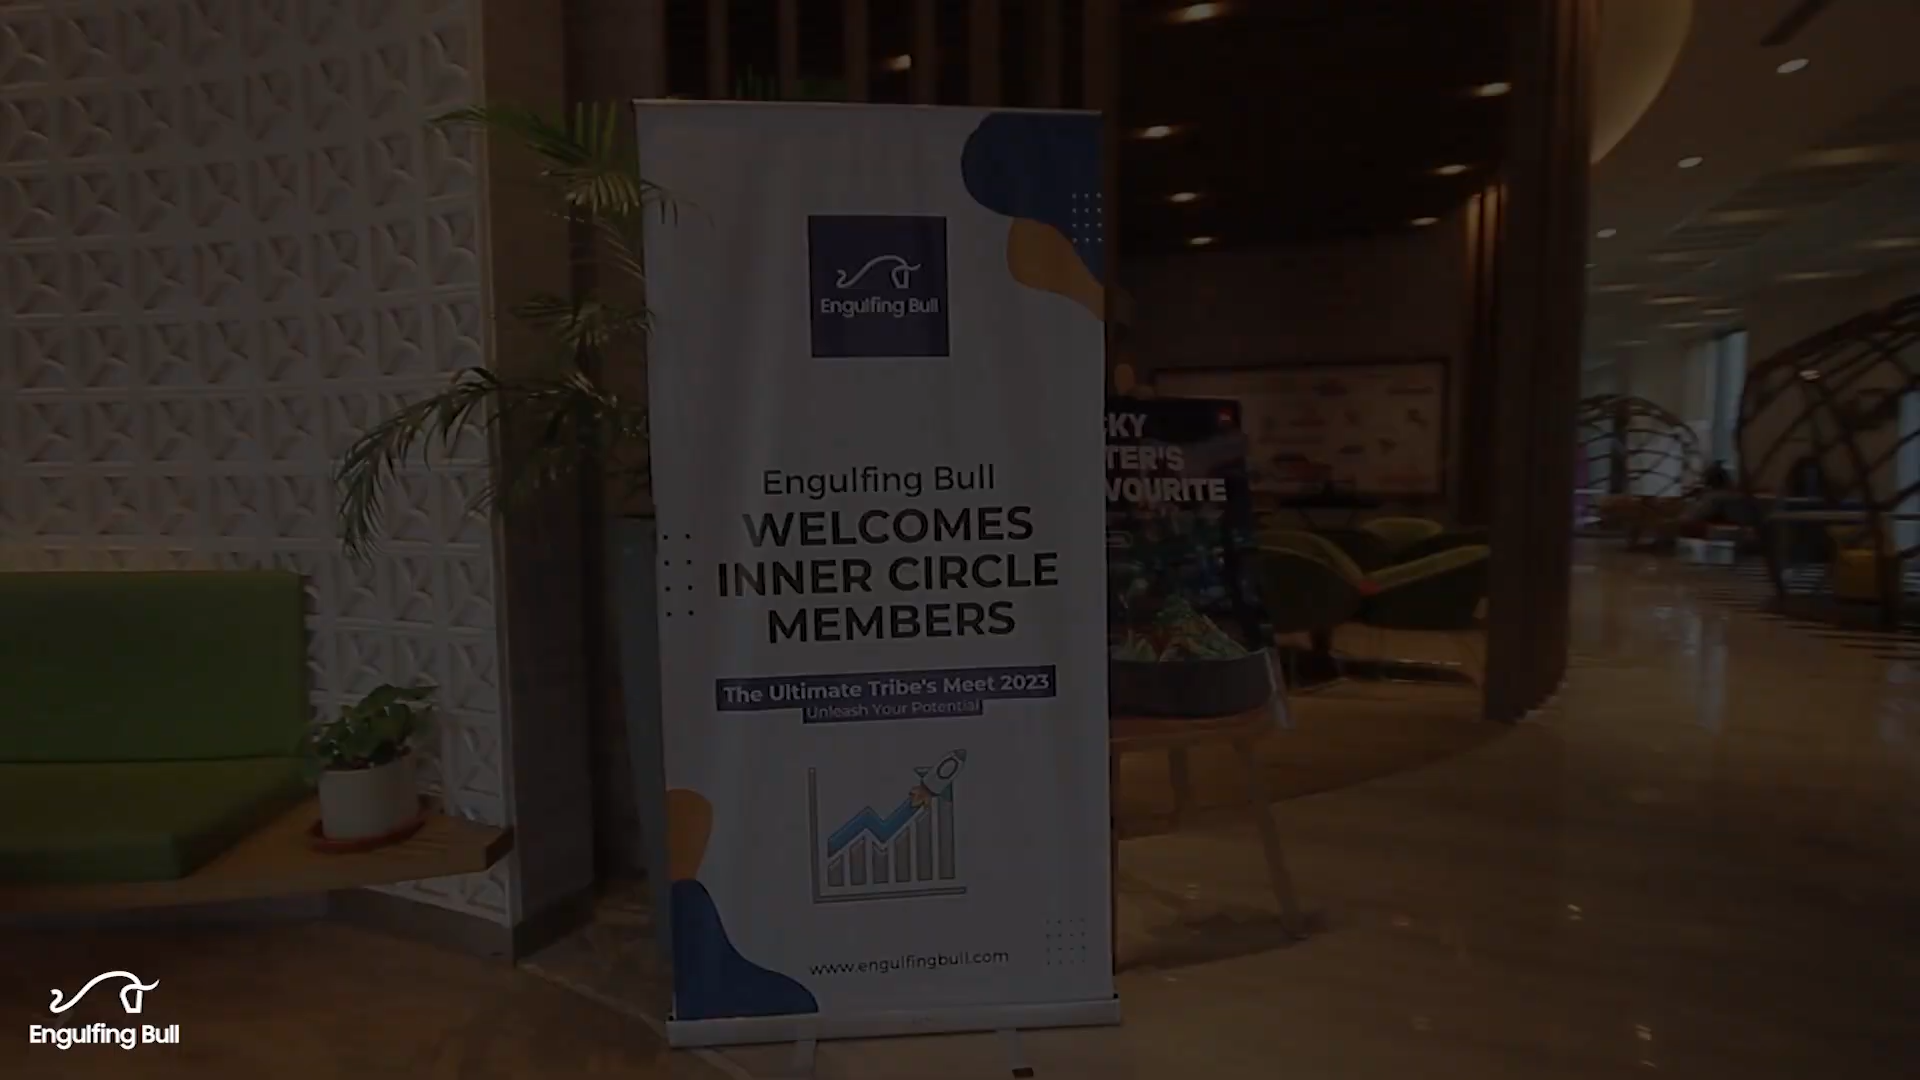 Engulfing Bull
Engulfing Bull
WELCOMES
INNER CIRCLE
MEMBERS
The Ultimate Tribe's Meet 2023
Unleash Your Potential
www.engulfingbull.com
VOURITE
Engulfing Bull